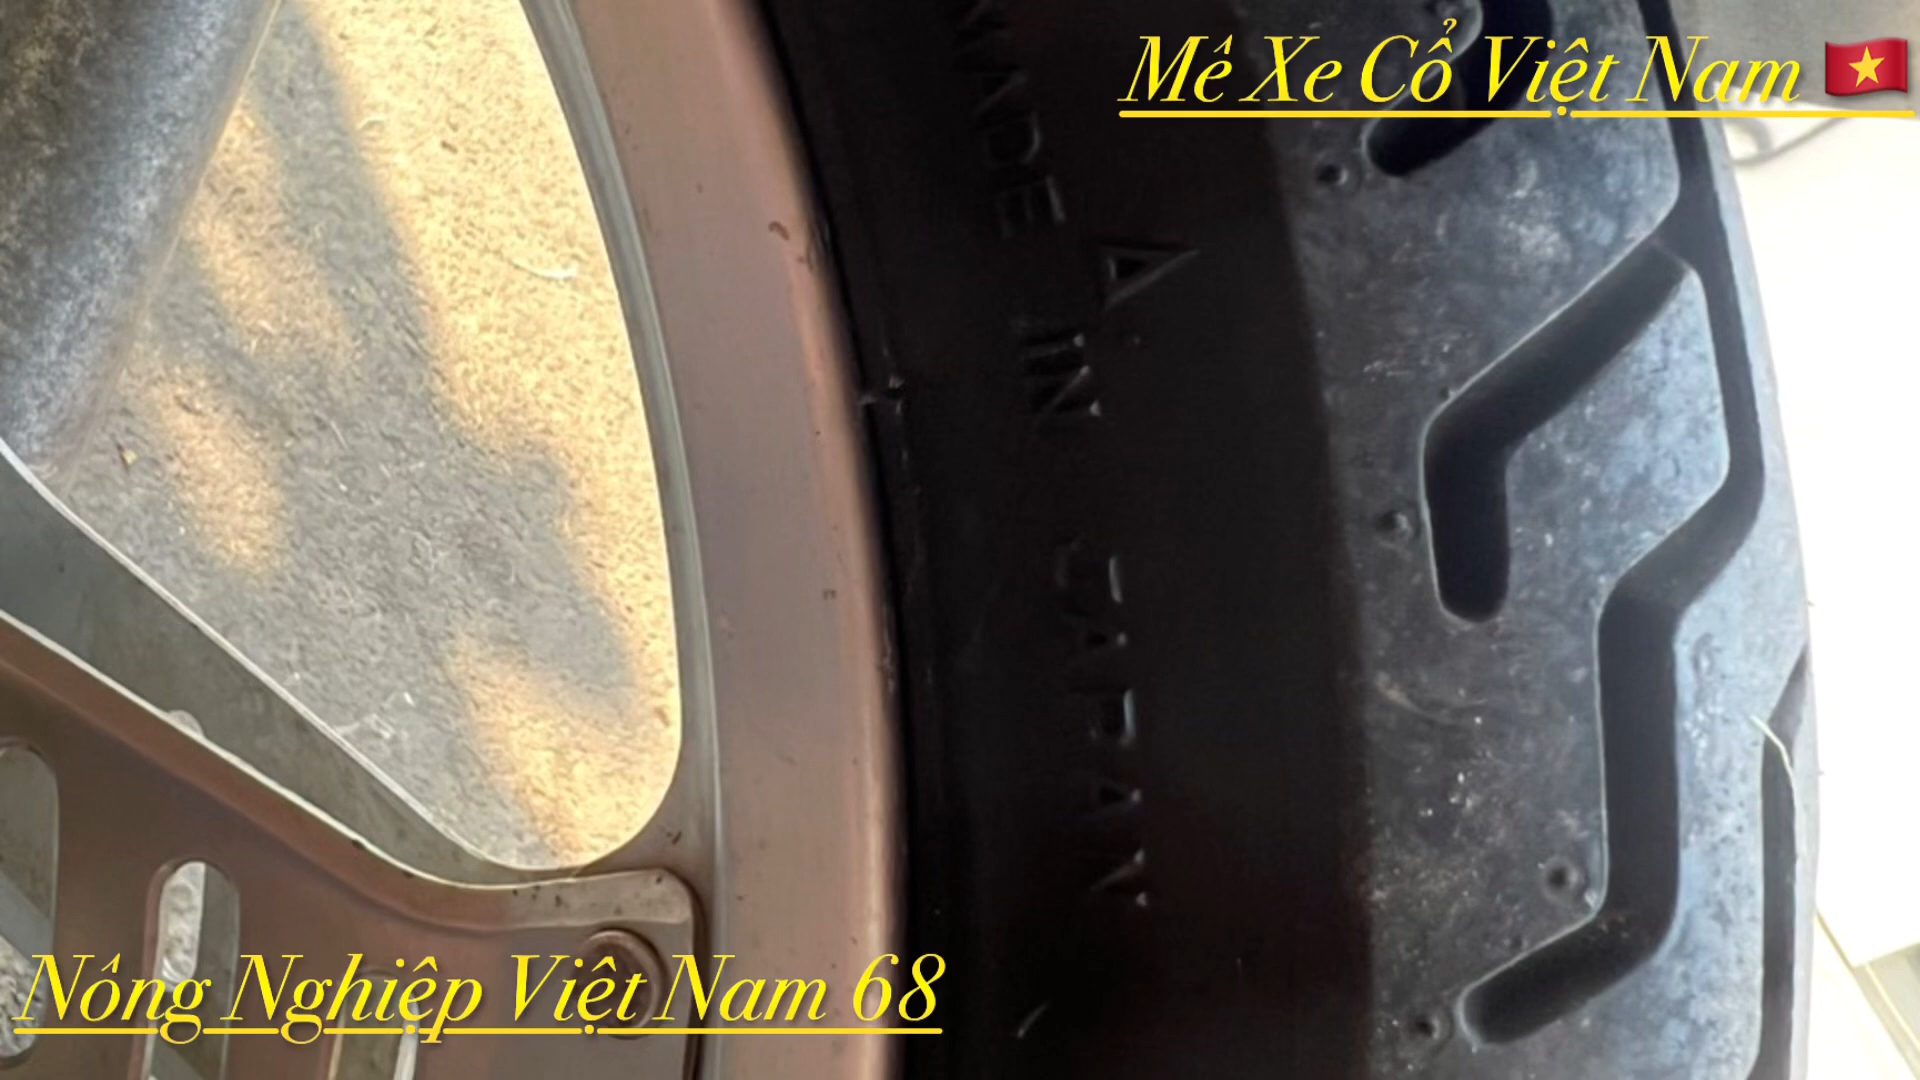 Mê Xe Cổ Việt Nam 🇻🇳
MADE IN JAPAN
Nông Nghiệp Việt Nam 68